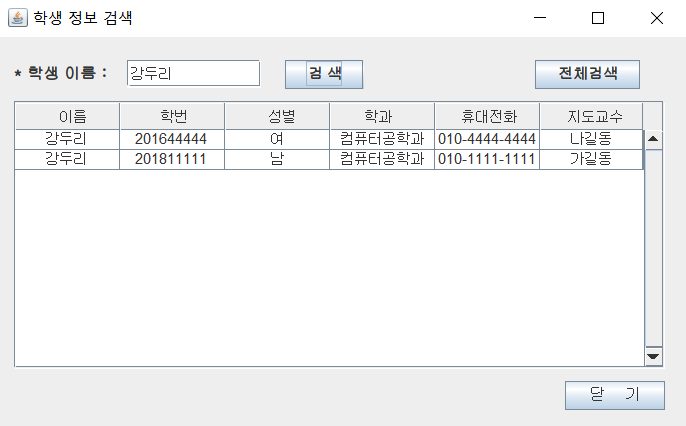 학생 정보 검색
* 학생 이름 : 강두리 검 색 전체검색
이름 학번 성별 학과 휴대전화 지도교수
강두리 201644444 여 컴퓨터공학과 010-4444-4444 나길동
강두리 201811111 남 컴퓨터공학과 010-1111-1111 가길동
닫 기